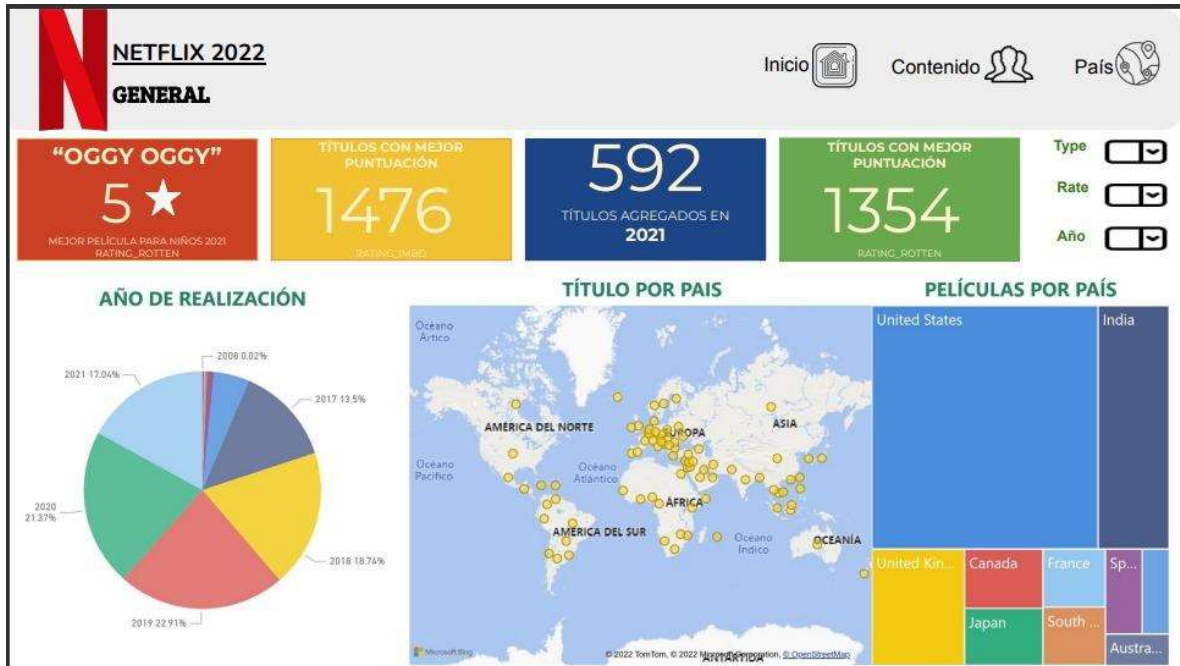 NETFLIX 2022
GENERAL
Inicio
Contenido
País
"OGGY OGGY"
5
MEJOR PELÍCULA PARA NIÑOS 2021
RATING_ROTTEN
TÍTULOS CON MEJOR
PUNTUACIÓN
1476
RATING_IMBD
592
TÍTULOS AGREGADOS EN
2021
TÍTULOS CON MEJOR
PUNTUACIÓN
1354
RATING_ROTTEN
Type
Rate
Año
AÑO DE REALIZACIÓN
2008 0.02%
2021 17.04%
2017 13.5%
2020
21.37%
2018 18.74%
2019 22.91%
TÍTULO POR PAIS
Océano
Ártico
AMÉRICA DEL NORTE
EUROPA
ASIA
Océano
Pacífico
Océano
Atlántico
ÁFRICA
AMÉRICA DEL SUR
Océano
Índico
OCEANÍA
ANTÁRTIDA
Microsoft Bing
© 2022 TomTom, © 2022 Microsoft Corporation, © OpenStreetMap
PELÍCULAS POR PAÍS
United States
India
United Kin...
Canada
France
Sp...
Japan
South ...
Austra...